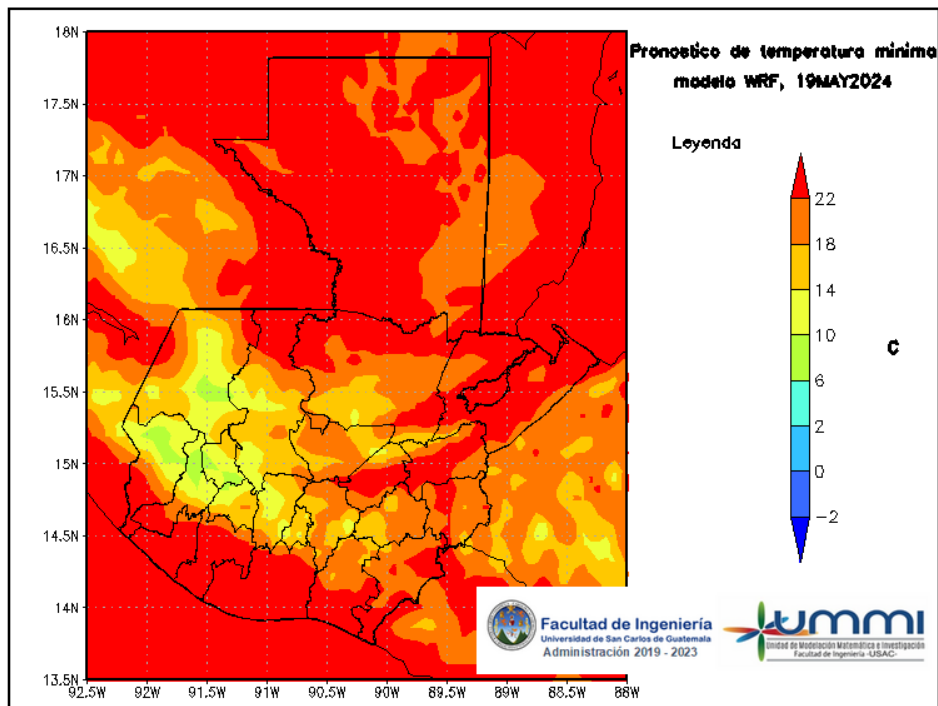 Pronostico de temperatura minima
modelo WRF, 19MAY2024
Leyenda
22
18
14
10
6
2
0
-2
C
18N
17.5N
17N
16.5N
16N
15.5N
15N
14.5N
14N
13.5N
92.5W 92W 91.5W 91W 90.5W 90W 89.5W 89W 88.5W 88W
Facultad de Ingeniería
Universidad de San Carlos de Guatemala
Administración 2019 - 2023
ummi
Unidad de Modelación Matemática e Investigación
Facultad de Ingeniería -USAC-